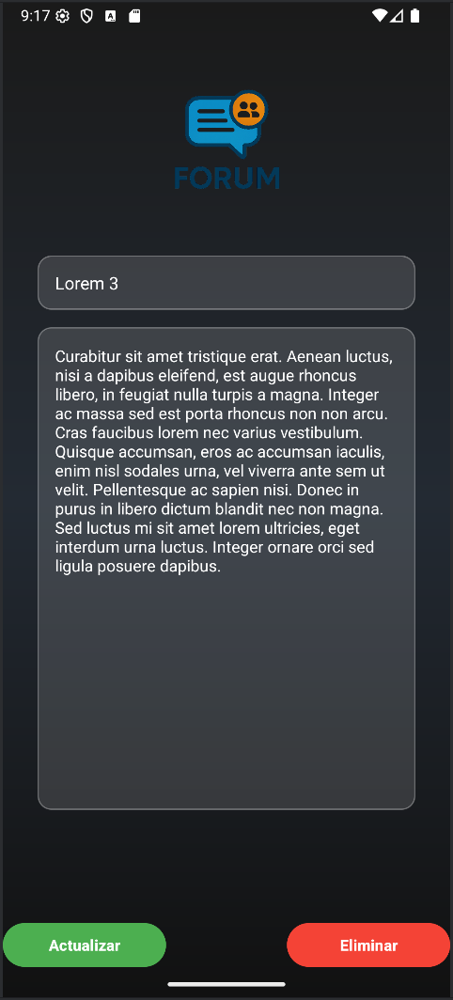 9:17
FORUM
Lorem 3
Curabitur sit amet tristique erat. Aenean luctus,
nisi a dapibus eleifend, est augue rhoncus
libero, in feugiat nulla turpis a magna. Integer
ac massa sed est porta rhoncus non non arcu.
Cras faucibus lorem nec varius vestibulum.
Quisque accumsan, eros ac accumsan iaculis,
enim nisl sodales urna, vel viverra ante sem ut
velit. Pellentesque ac sapien nisi. Donec in
purus in libero dictum blandit nec non magna.
Sed luctus mi sit amet lorem ultricies, eget
interdum urna luctus. Integer ornare orci sed
ligula posuere dapibus.
Actualizar
Eliminar